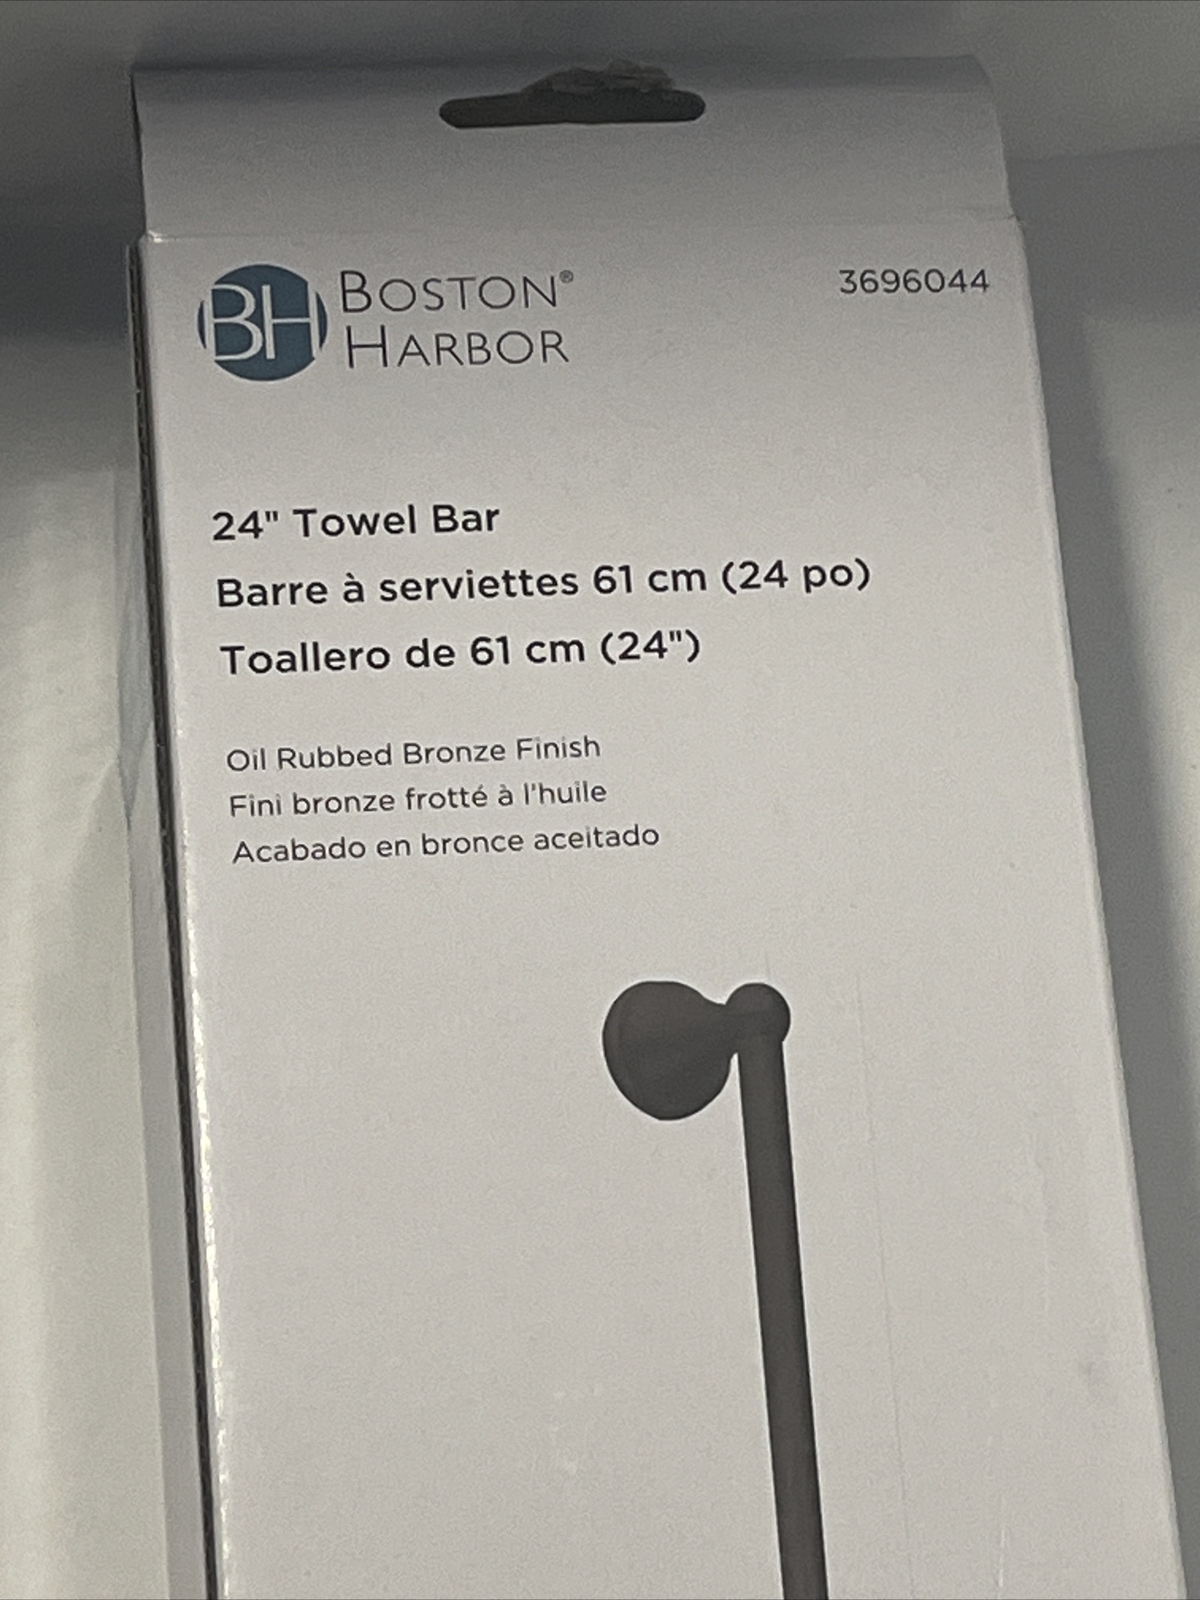 BH BOSTON®
HARBOR
3696044
24" Towel Bar
Barre à serviettes 61 cm (24 po)
Toallero de 61 cm (24")
Oil Rubbed Bronze Finish
Fini bronze frotté à l'huile
Acabado en bronce aceitado